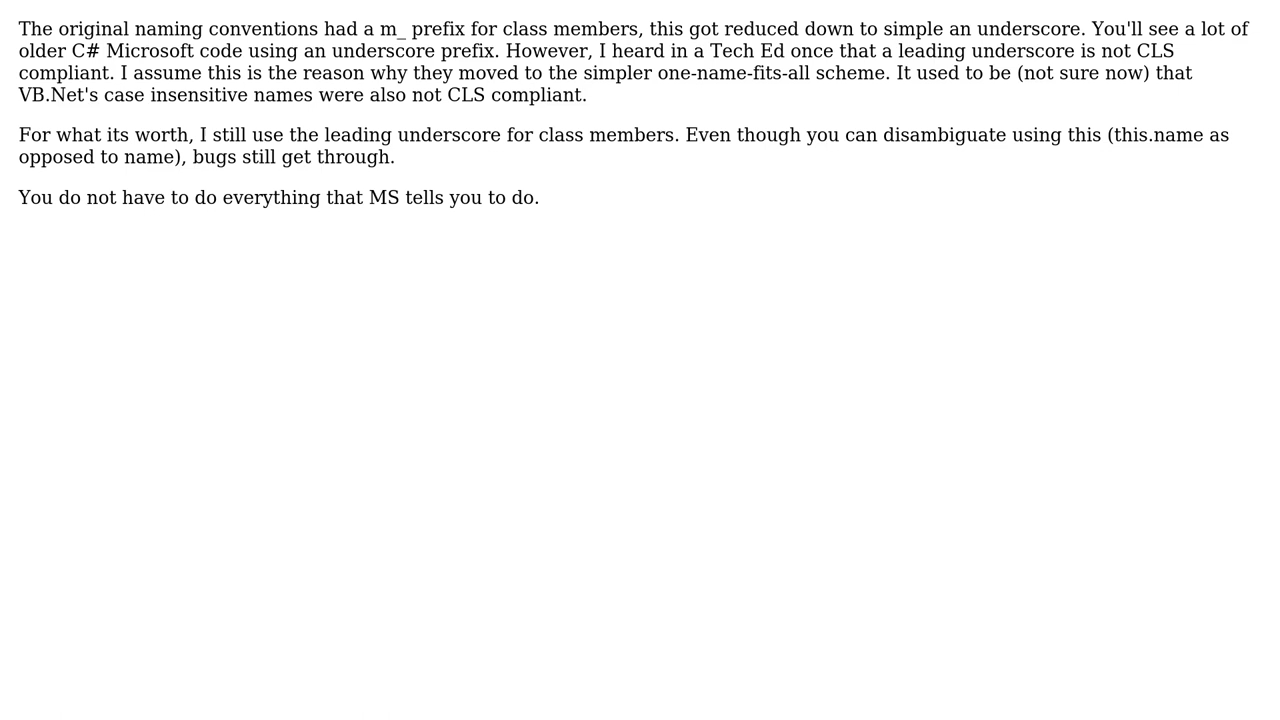 The original naming conventions had a m_ prefix for class members, this got reduced down to simple an underscore. You'll see a lot of
older C# Microsoft code using an underscore prefix. However, I heard in a Tech Ed once that a leading underscore is not CLS
compliant. I assume this is the reason why they moved to the simpler one-name-fits-all scheme. It used to be (not sure now) that
VB.Net's case insensitive names were also not CLS compliant.
For what its worth, I still use the leading underscore for class members. Even though you can disambiguate using this (this.name as
opposed to name), bugs still get through.
You do not have to do everything that MS tells you to do.